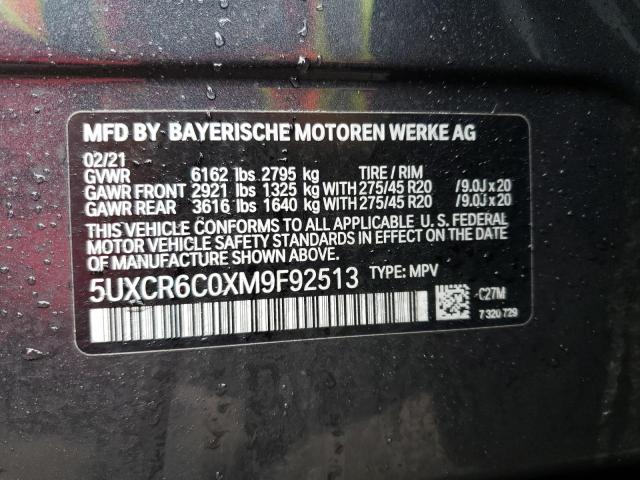 MFD BY BAYERISCHE MOTOREN WERKE AG
02/21
GVWR 6162 lbs 2795 kg TIRE / RIM
GAWR FRONT 2921 lbs 1325 kg WITH 275/45 R20 /9.0J x 20
GAWR REAR 3616 lbs 1640 kg WITH 275/45 R20 /9.0J x 20
THIS VEHICLE CONFORMS TO ALL APPLICABLE U. S. FEDERAL
MOTOR VEHICLE SAFETY STANDARDS IN EFFECT ON THE
DATE OF MANUFACTURE SHOWN ABOVE.
5UXCR6C0XM9F92513 TYPE: MPV
-C27M
7 320 729